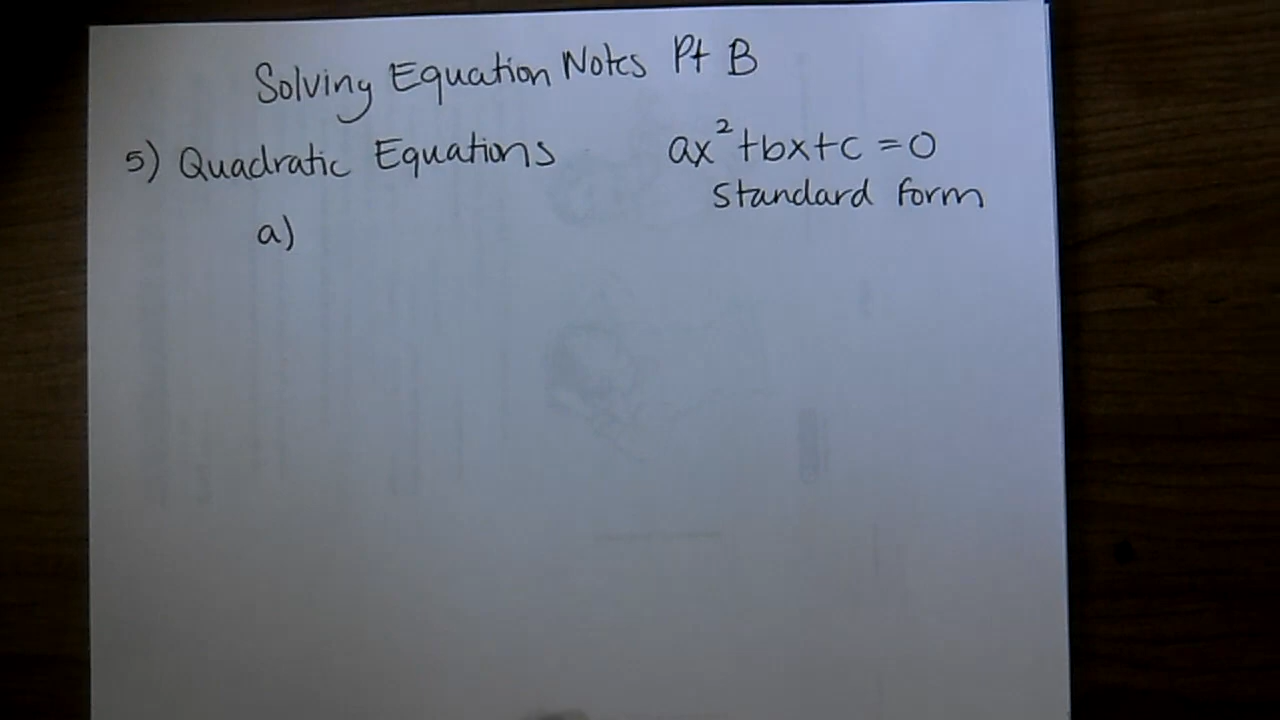 Solving Equation Notes Pt B
5) Quadratic Equations ax²+bx+c=0
Standard form
a)